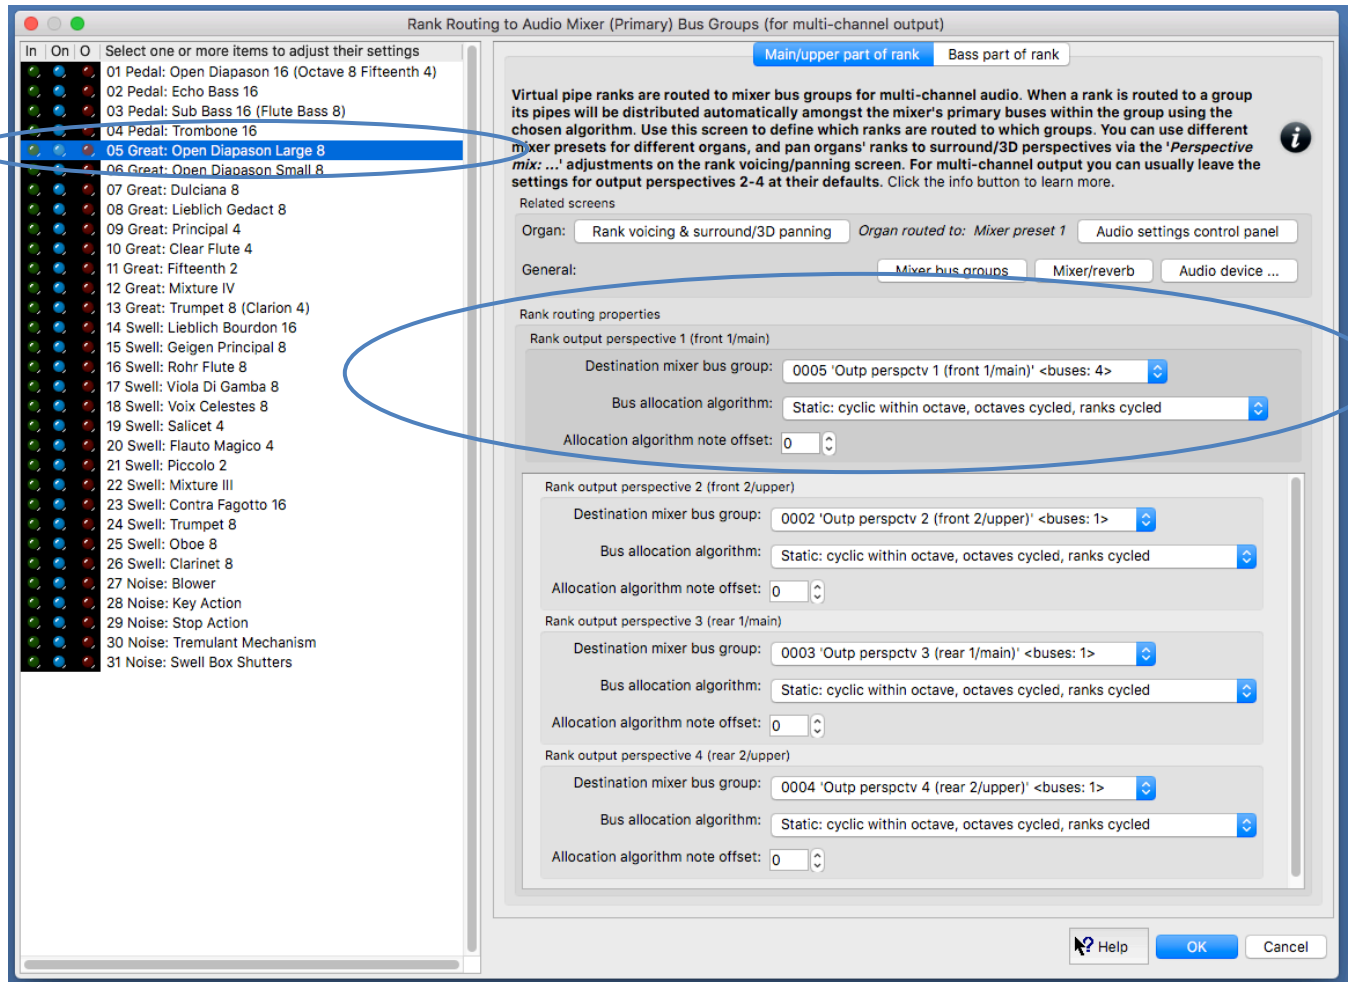 Rank Routing to Audio Mixer (Primary) Bus Groups (for multi-channel output)
In On O Select one or more items to adjust their settings
01 Pedal: Open Diapason 16 (Octave 8 Fifteenth 4)
02 Pedal: Echo Bass 16
03 Pedal: Sub Bass 16 (Flute Bass 8)
04 Pedal: Trombone 16
05 Great: Open Diapason Large 8
06 Great: Open Diapason Small 8
07 Great: Dulciana 8
08 Great: Lieblich Gedact 8
09 Great: Principal 4
10 Great: Clear Flute 4
11 Great: Fifteenth 2
12 Great: Mixture IV
13 Great: Trumpet 8 (Clarion 4)
14 Swell: Lieblich Bourdon 16
15 Swell: Geigen Principal 8
16 Swell: Rohr Flute 8
17 Swell: Viola Di Gamba 8
18 Swell: Voix Celestes 8
19 Swell: Salicet 4
20 Swell: Flauto Magico 4
21 Swell: Piccolo 2
22 Swell: Mixture III
23 Swell: Contra Fagotto 16
24 Swell: Trumpet 8
25 Swell: Oboe 8
26 Swell: Clarinet 8
27 Noise: Blower
28 Noise: Key Action
29 Noise: Stop Action
30 Noise: Tremulant Mechanism
31 Noise: Swell Box Shutters
Main/upper part of rank Bass part of rank
Virtual pipe ranks are routed to mixer bus groups for multi-channel audio. When a rank is routed to a group
its pipes will be distributed automatically amongst the mixer's primary buses within the group using the
chosen algorithm. Use this screen to define which ranks are routed to which groups. You can use different
mixer presets for different organs, and pan organs' ranks to surround/3D perspectives via the 'Perspective
mix: ...' adjustments on the rank voicing/panning screen. For multi-channel output you can usually leave the
settings for output perspectives 2-4 at their defaults. Click the info button to learn more.
Related screens
Organ: Rank voicing & surround/3D panning Organ routed to: Mixer preset 1 Audio settings control panel
General: Mixer bus groups Mixer/reverb Audio device ...
Rank routing properties
Rank output perspective 1 (front 1/main)
Destination mixer bus group: 0005 'Outp perspctv 1 (front 1/main)' <buses: 4>
Bus allocation algorithm: Static: cyclic within octave, octaves cycled, ranks cycled
Allocation algorithm note offset: 0
Rank output perspective 2 (front 2/upper)
Destination mixer bus group: 0002 'Outp perspctv 2 (front 2/upper)' <buses: 1>
Bus allocation algorithm: Static: cyclic within octave, octaves cycled, ranks cycled
Allocation algorithm note offset: 0
Rank output perspective 3 (rear 1/main)
Destination mixer bus group: 0003 'Outp perspctv 3 (rear 1/main)' <buses: 1>
Bus allocation algorithm: Static: cyclic within octave, octaves cycled, ranks cycled
Allocation algorithm note offset: 0
Rank output perspective 4 (rear 2/upper)
Destination mixer bus group: 0004 'Outp perspctv 4 (rear 2/upper)' <buses: 1>
Bus allocation algorithm: Static: cyclic within octave, octaves cycled, ranks cycled
Allocation algorithm note offset: 0
Help OK Cancel